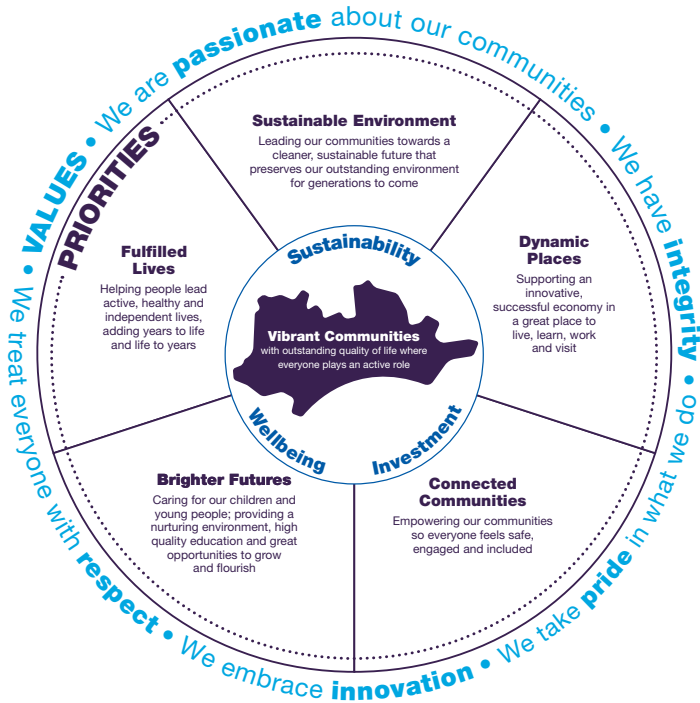 VALUES • We are passionate about our communities • We have integrity • We take pride in what we do • We embrace innovation • We treat everyone with respect •
PRIORITIES
Sustainable Environment
Leading our communities towards a
cleaner, sustainable future that
preserves our outstanding environment
for generations to come
Dynamic
Places
Supporting an
innovative,
successful economy in
a great place to
live, learn, work
and visit
Connected
Communities
Empowering our communities
so everyone feels safe,
engaged and included
Brighter Futures
Caring for our children and
young people; providing a
nurturing environment, high
quality education and great
opportunities to grow
and flourish
Fulfilled
Lives
Helping people lead
active, healthy and
independent lives,
adding years to life
and life to years
Sustainability
Vibrant Communities
with outstanding quality of life where
everyone plays an active role
Wellbeing
Investment